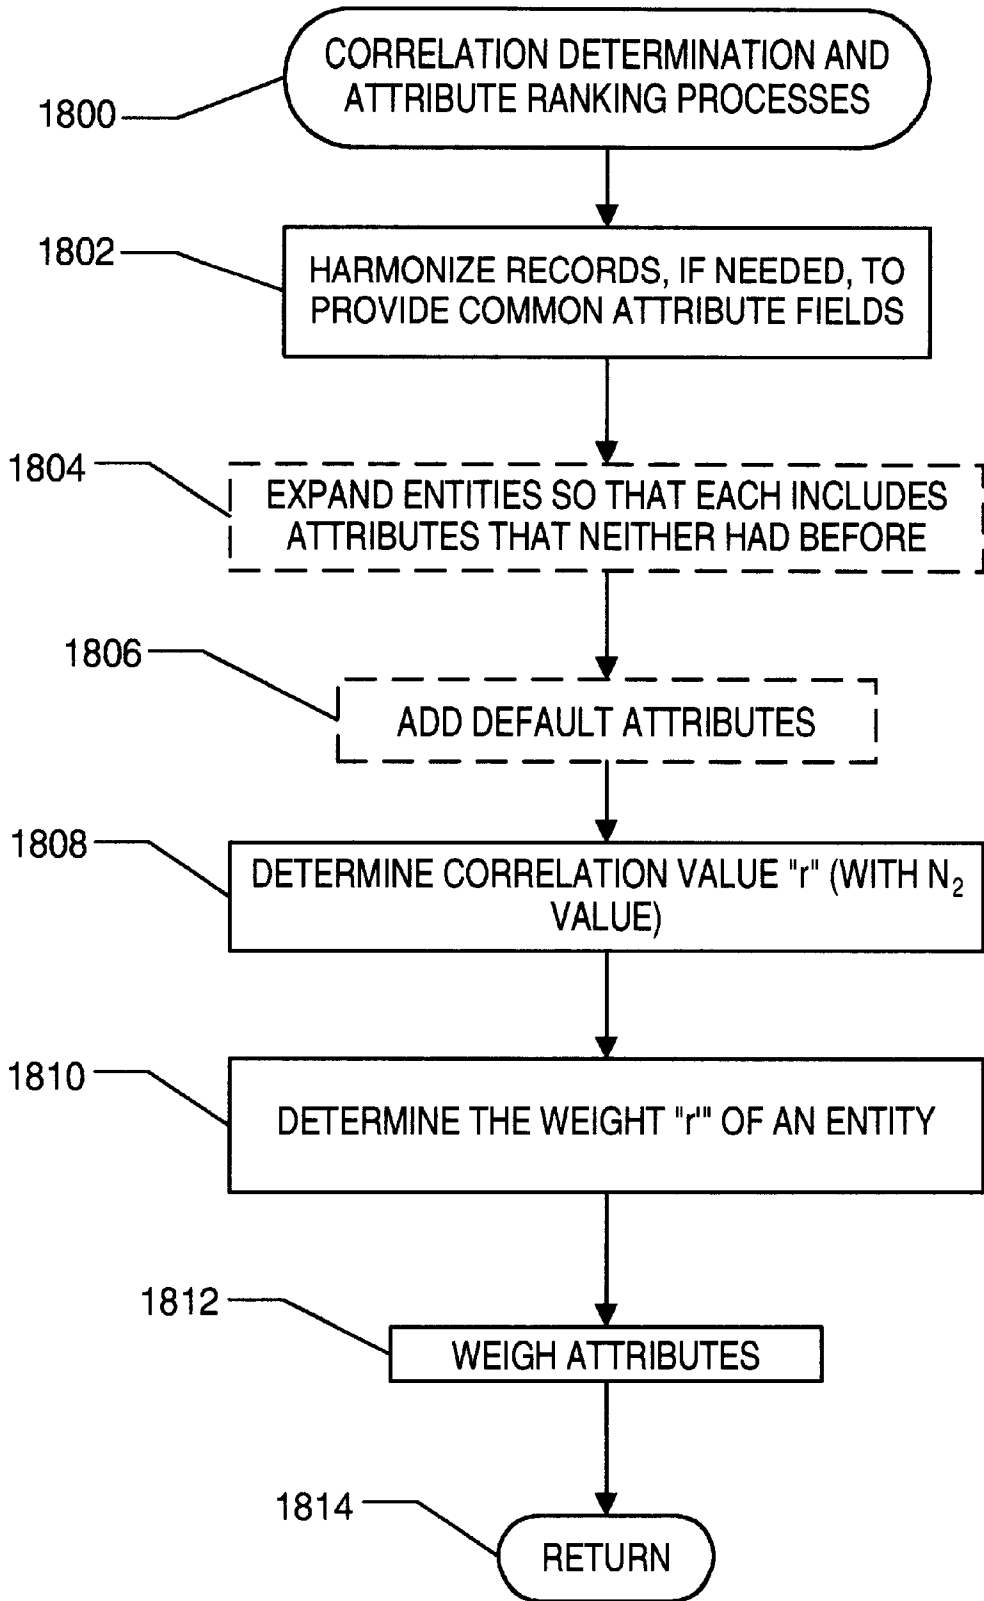 CORRELATION DETERMINATION AND
ATTRIBUTE RANKING PROCESSES
1800
1802
HARMONIZE RECORDS, IF NEEDED, TO
PROVIDE COMMON ATTRIBUTE FIELDS
1804
EXPAND ENTITIES SO THAT EACH INCLUDES
ATTRIBUTES THAT NEITHER HAD BEFORE
1806
ADD DEFAULT ATTRIBUTES
1808
DETERMINE CORRELATION VALUE "r" (WITH N₂
VALUE)
1810
DETERMINE THE WEIGHT "r'" OF AN ENTITY
1812
WEIGH ATTRIBUTES
1814
RETURN